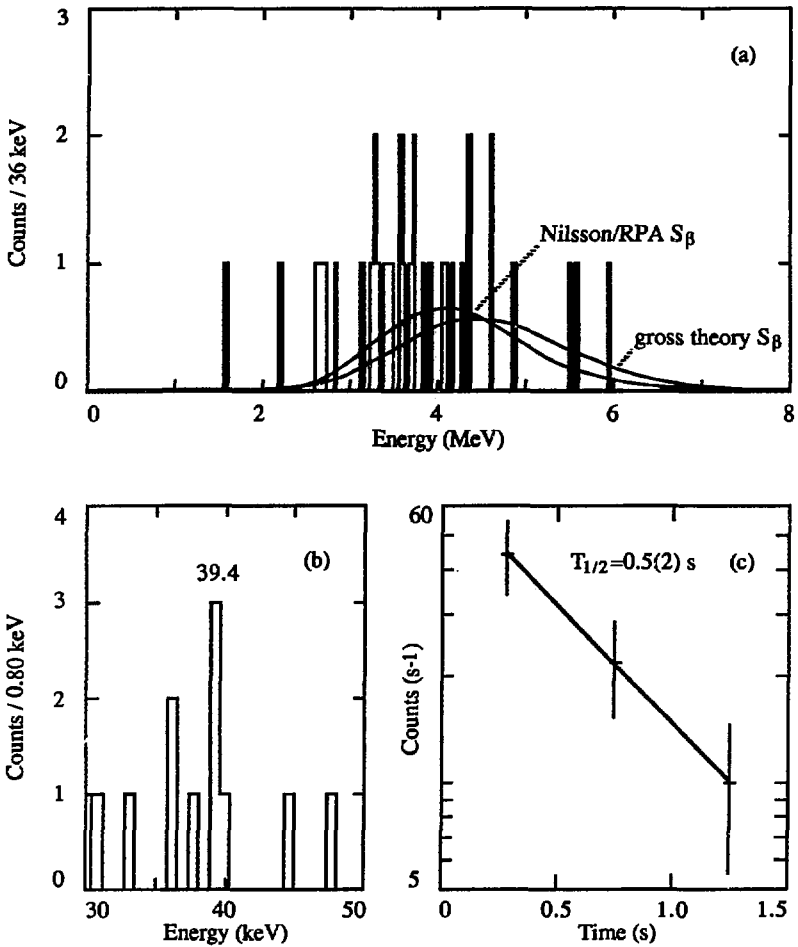 3
2
1
0
Counts / 36 keV
(a)
Nilsson/RPA Sβ
gross theory Sβ
0
2
4
6
8
Energy (MeV)
4
3
2
1
0
Counts / 0.80 keV
39.4
(b)
30
40
50
Energy (keV)
60
5
Counts (s-1)
T1/2=0.5(2) s
(c)
0
0.5
1.0
1.5
Time (s)